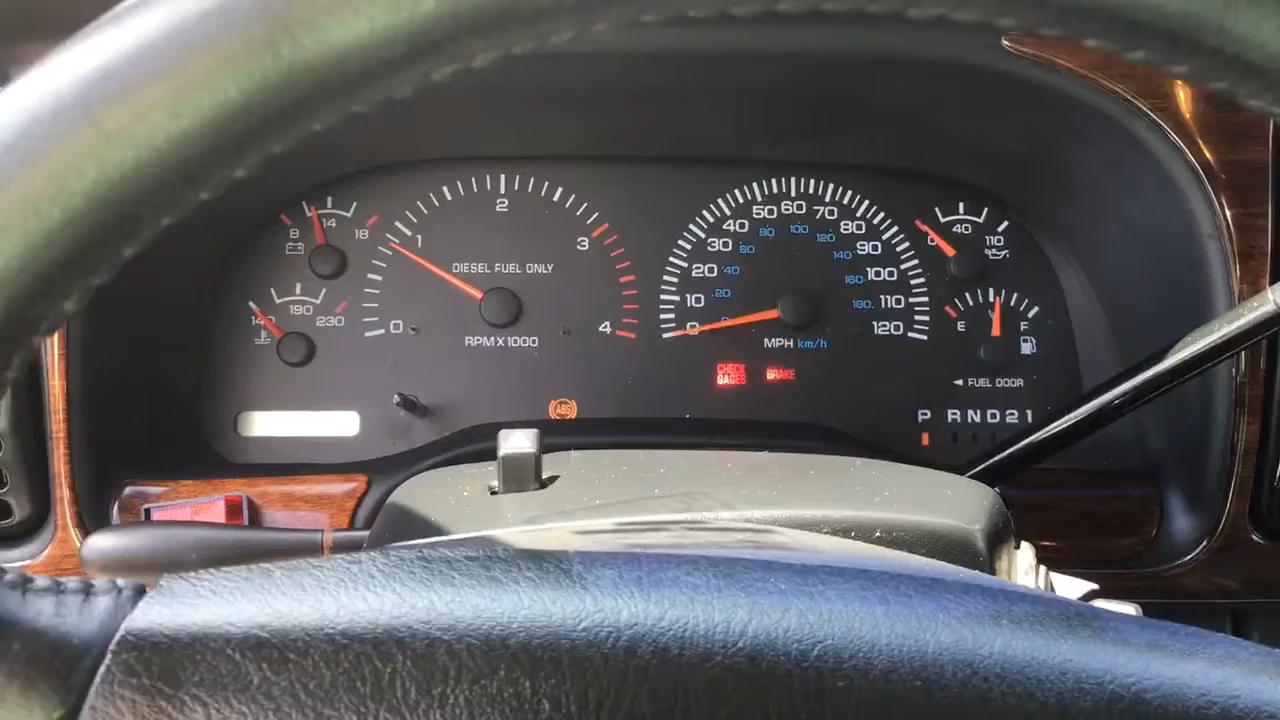 8 14 18
140 190 230
0 1 2 3 4
DIESEL FUEL ONLY
RPM X 1000
0 10 20 30 40 50 60 70 80 90 100 110 120
20 40 60 80 100 120 140 160 180
MPH km/h
CHECK
GAGES
BRAKE
ABS
0 40 110
E F
◄ FUEL DOOR
P R N D 2 1